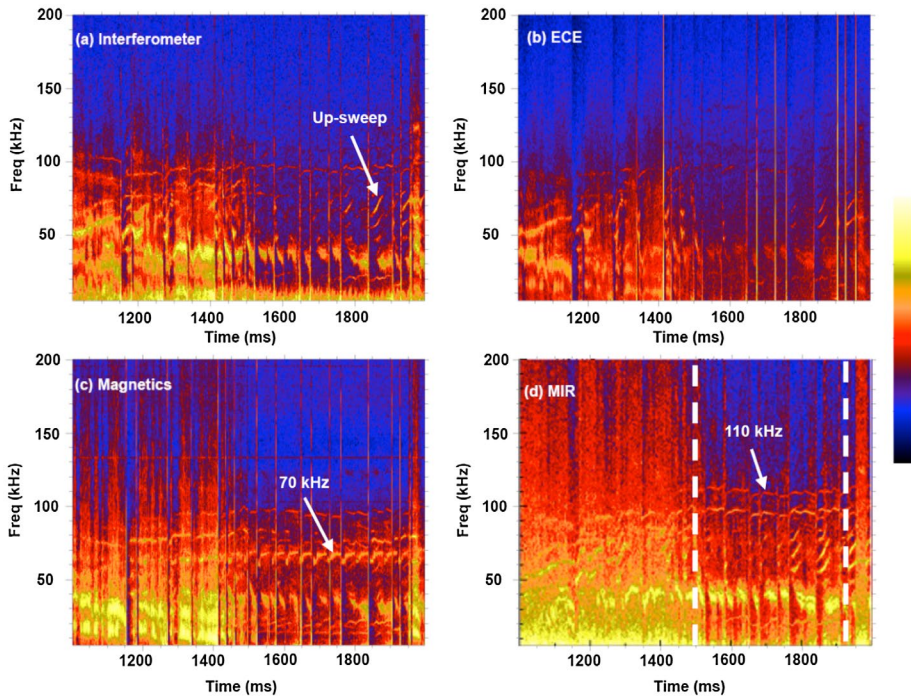 (a) Interferometer
Up-sweep
Freq (kHz)
200
150
100
50
1200 1400 1600 1800
Time (ms)
(b) ECE
Freq (kHz)
200
150
100
50
1200 1400 1600 1800
Time (ms)
(c) Magnetics
70 kHz
Freq (kHz)
200
150
100
50
1200 1400 1600 1800
Time (ms)
(d) MIR
110 kHz
Freq (kHz)
200
150
100
50
1200 1400 1600 1800
Time (ms)